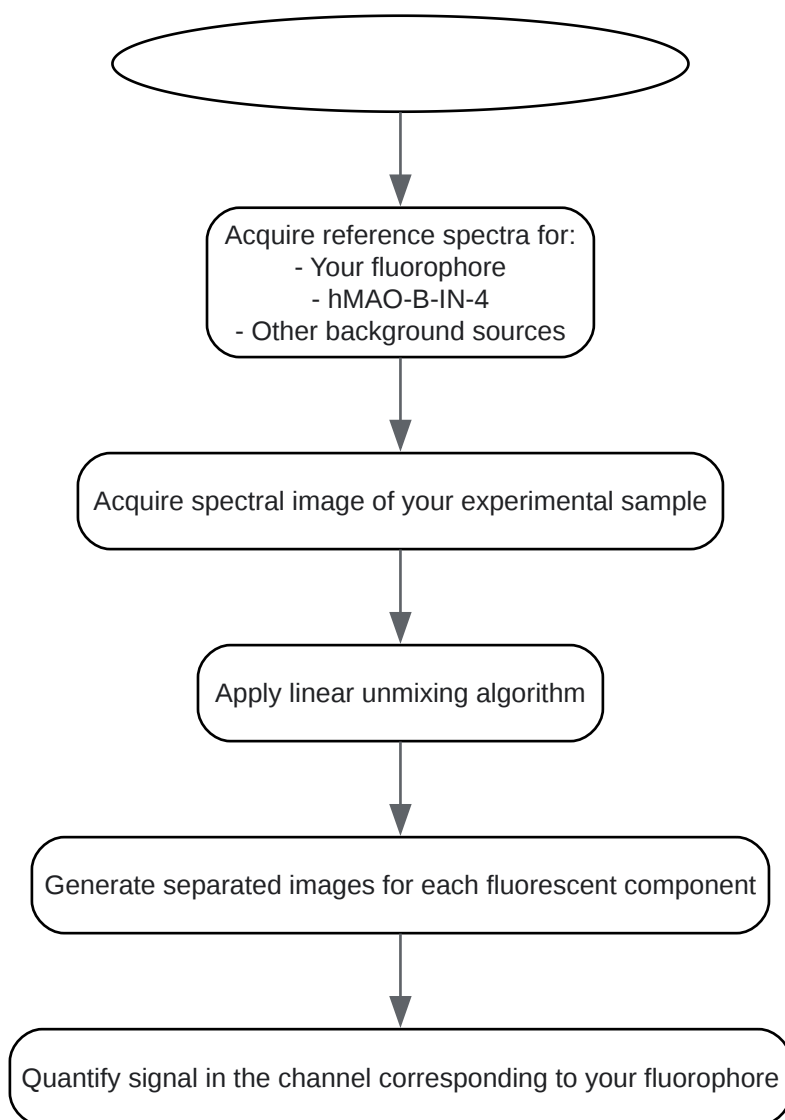 Acquire reference spectra for:
- Your fluorophore
- hMAO-B-IN-4
- Other background sources
Acquire spectral image of your experimental sample
Apply linear unmixing algorithm
Generate separated images for each fluorescent component
Quantify signal in the channel corresponding to your fluorophore